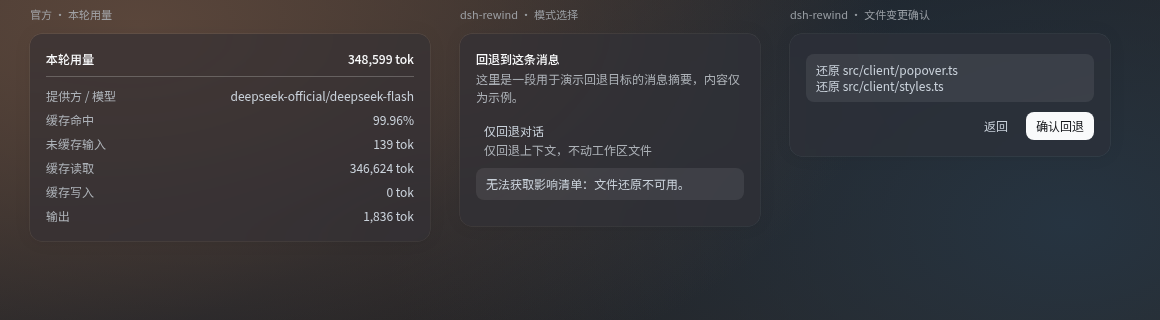 官方 · 本轮用量
本轮用量 348,599 tok
提供方 / 模型 deepseek-official/deepseek-flash
缓存命中 99.96%
未缓存输入 139 tok
缓存读取 346,624 tok
缓存写入 0 tok
输出 1,836 tok
dsh-rewind · 模式选择
回退到这条消息
这里是一段用于演示回退目标的消息摘要，内容仅
为示例。
仅回退对话
仅回退上下文，不动工作区文件
无法获取影响清单：文件还原不可用。
dsh-rewind · 文件变更确认
还原 src/client/popover.ts
还原 src/client/styles.ts
返回 确认回退